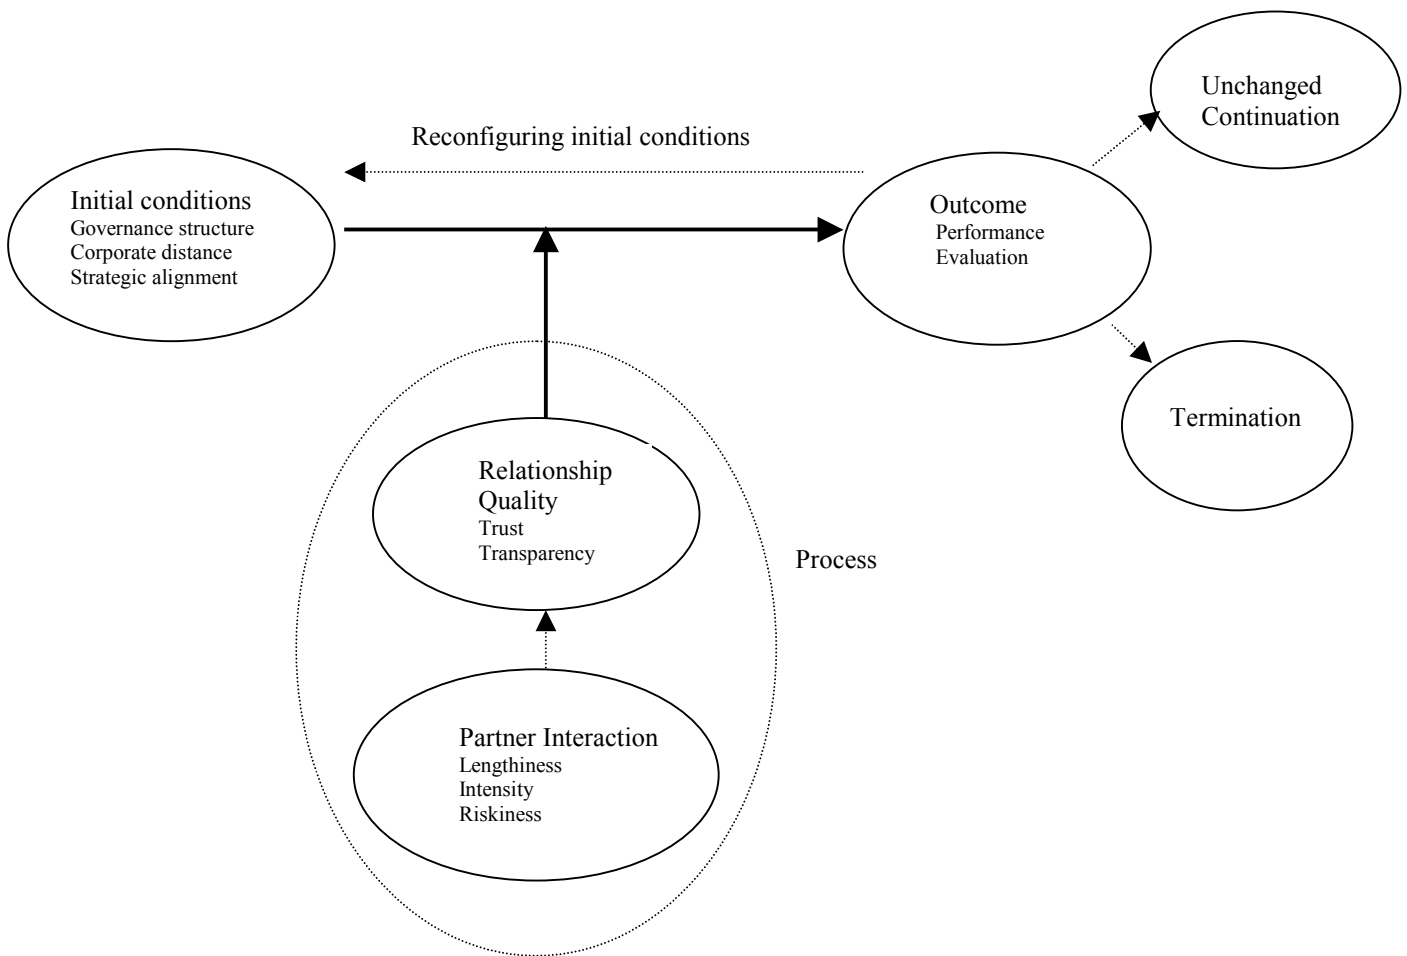 Unchanged
Continuation
Reconfiguring initial conditions
Initial conditions
Governance structure
Corporate distance
Strategic alignment
Outcome
Performance
Evaluation
Termination
Relationship
Quality
Trust
Transparency
Process
Partner Interaction
Lengthiness
Intensity
Riskiness